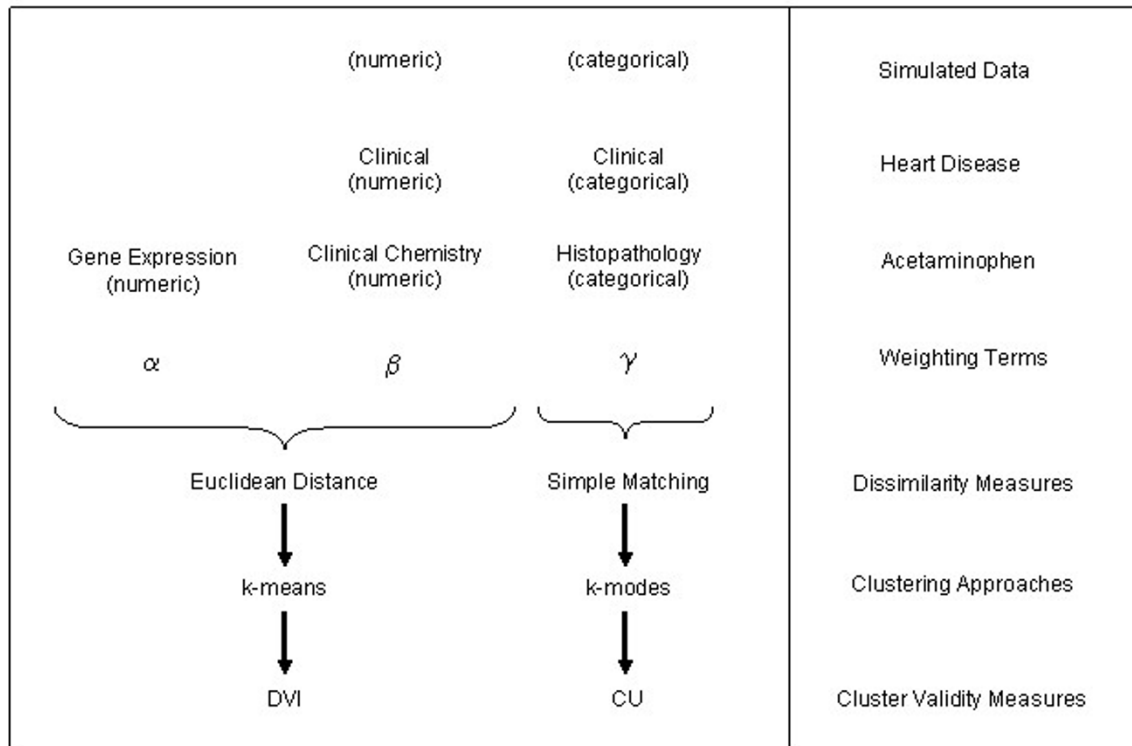 (numeric) (categorical) Simulated Data
Clinical Clinical Heart Disease
(numeric) (categorical)
Gene Expression Clinical Chemistry Histopathology Acetaminophen
(numeric) (numeric) (categorical)
α β γ Weighting Terms
Euclidean Distance Simple Matching Dissimilarity Measures
k-means k-modes Clustering Approaches
DVI CU Cluster Validity Measures